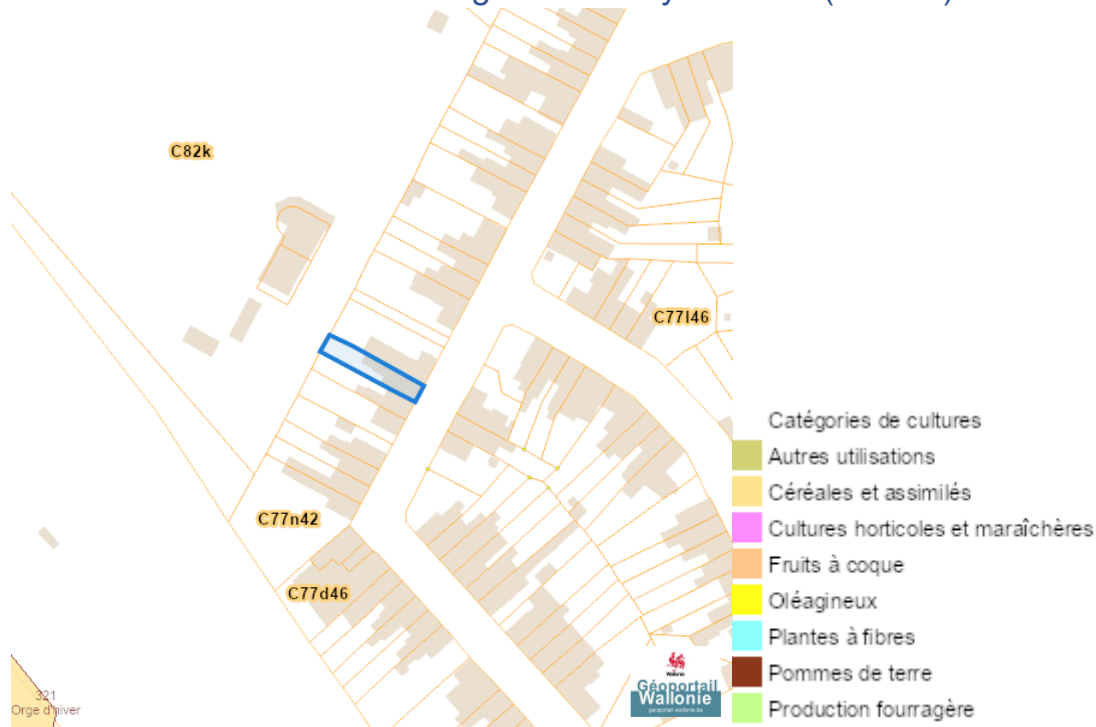 C82k
C77l46
C77n42
C77d46
321
Orge d'hiver
Wallonie
Géoportail
Wallonie
geoportail.wallonie.be
Catégories de cultures
Autres utilisations
Céréales et assimilés
Cultures horticoles et maraîchères
Fruits à coque
Oléagineux
Plantes à fibres
Pommes de terre
Production fourragère